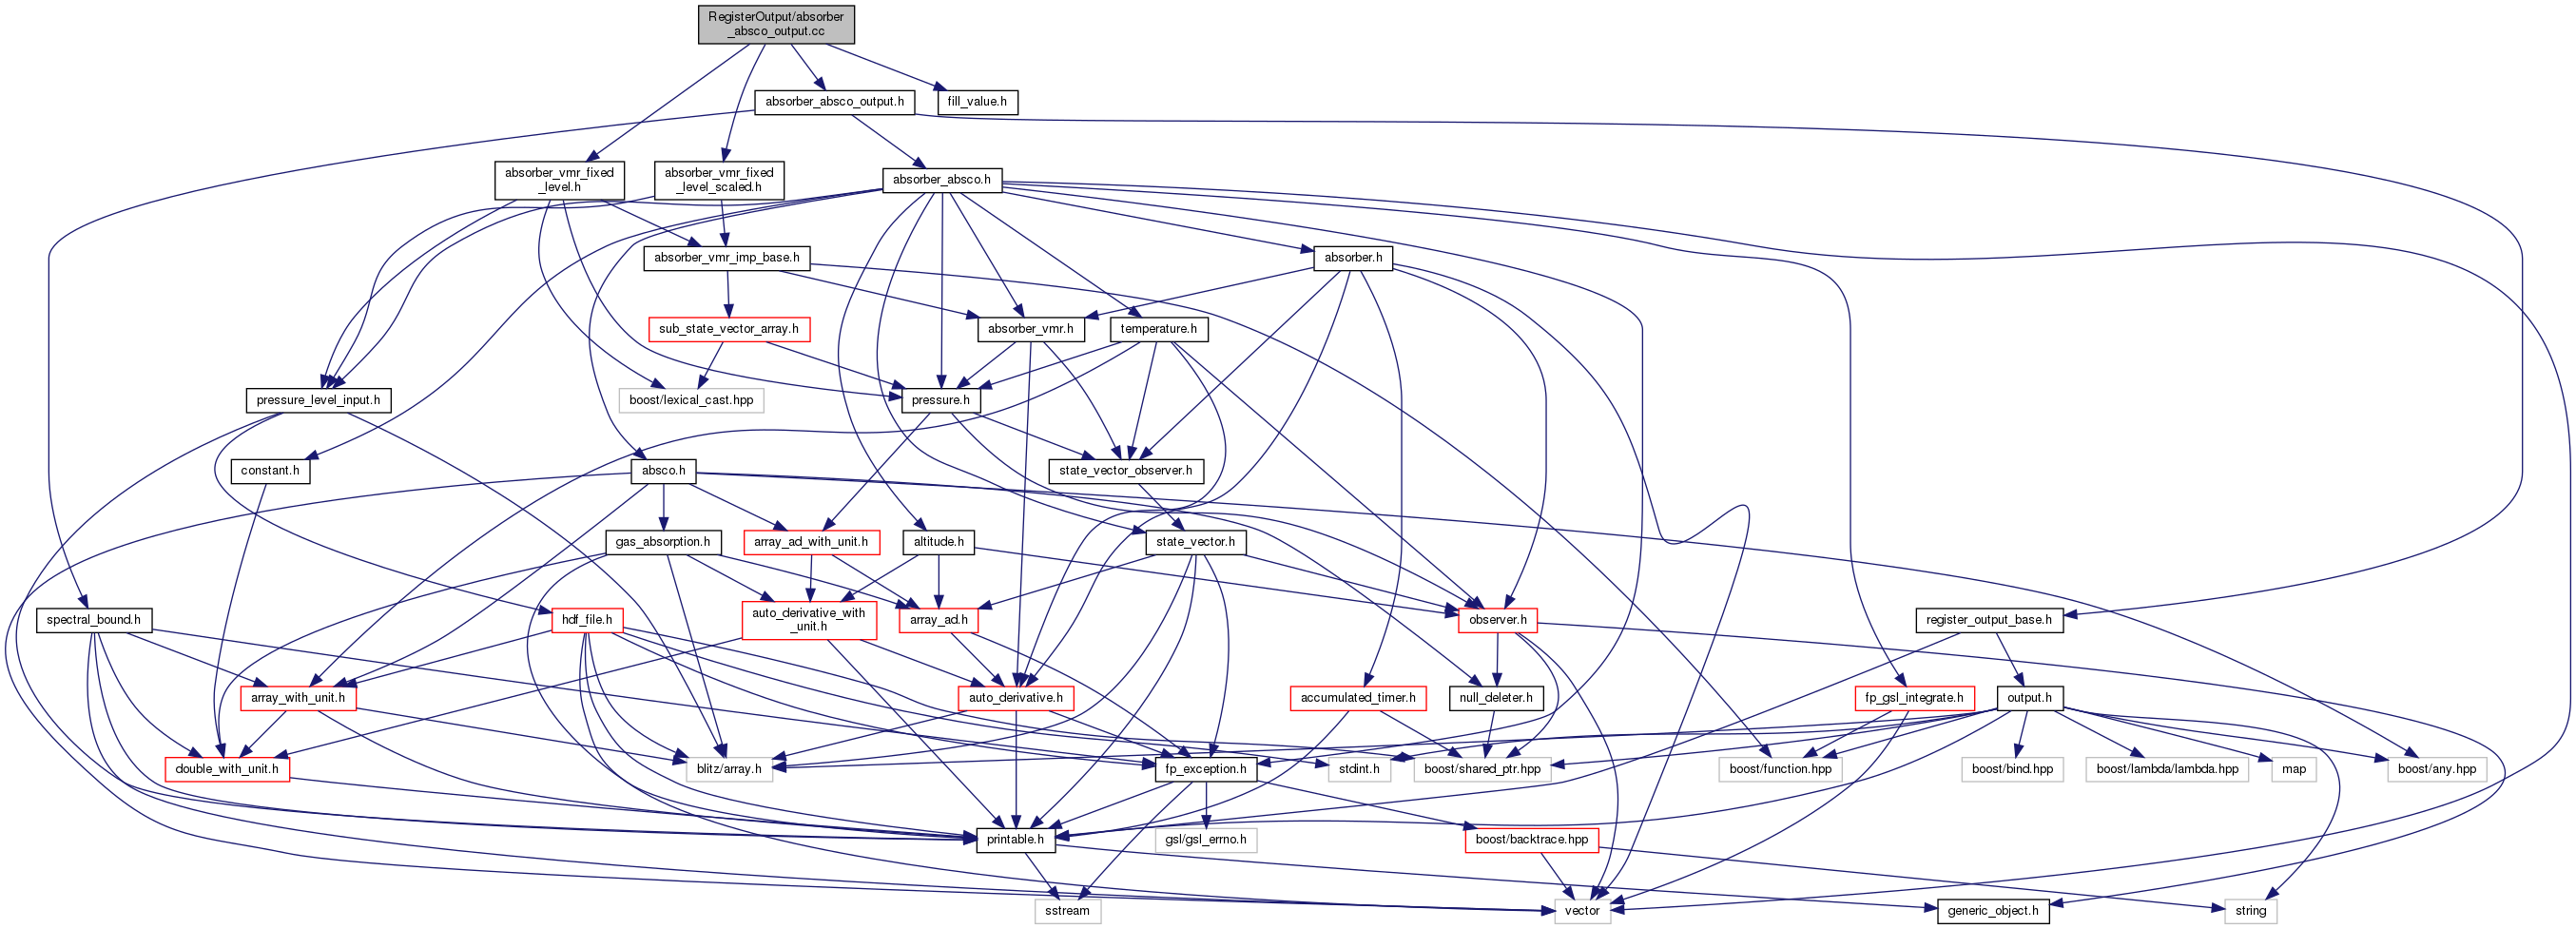 RegisterOutput/absorber
_absco_output.cc
absorber_absco_output.h
fill_value.h
absorber_vmr_fixed
_level.h
absorber_vmr_fixed
_level_scaled.h
absorber_absco.h
absorber_vmr_imp_base.h
absorber.h
sub_state_vector_array.h
absorber_vmr.h
temperature.h
pressure_level_input.h
boost/lexical_cast.hpp
pressure.h
constant.h
absco.h
state_vector_observer.h
gas_absorption.h
array_ad_with_unit.h
altitude.h
state_vector.h
spectral_bound.h
hdf_file.h
auto_derivative_with
_unit.h
array_ad.h
observer.h
register_output_base.h
array_with_unit.h
auto_derivative.h
accumulated_timer.h
null_deleter.h
fp_gsl_integrate.h
output.h
double_with_unit.h
blitz/array.h
fp_exception.h
stdint.h
boost/shared_ptr.hpp
boost/function.hpp
boost/bind.hpp
boost/lambda/lambda.hpp
map
boost/any.hpp
printable.h
gsl/gsl_errno.h
boost/backtrace.hpp
sstream
vector
generic_object.h
string